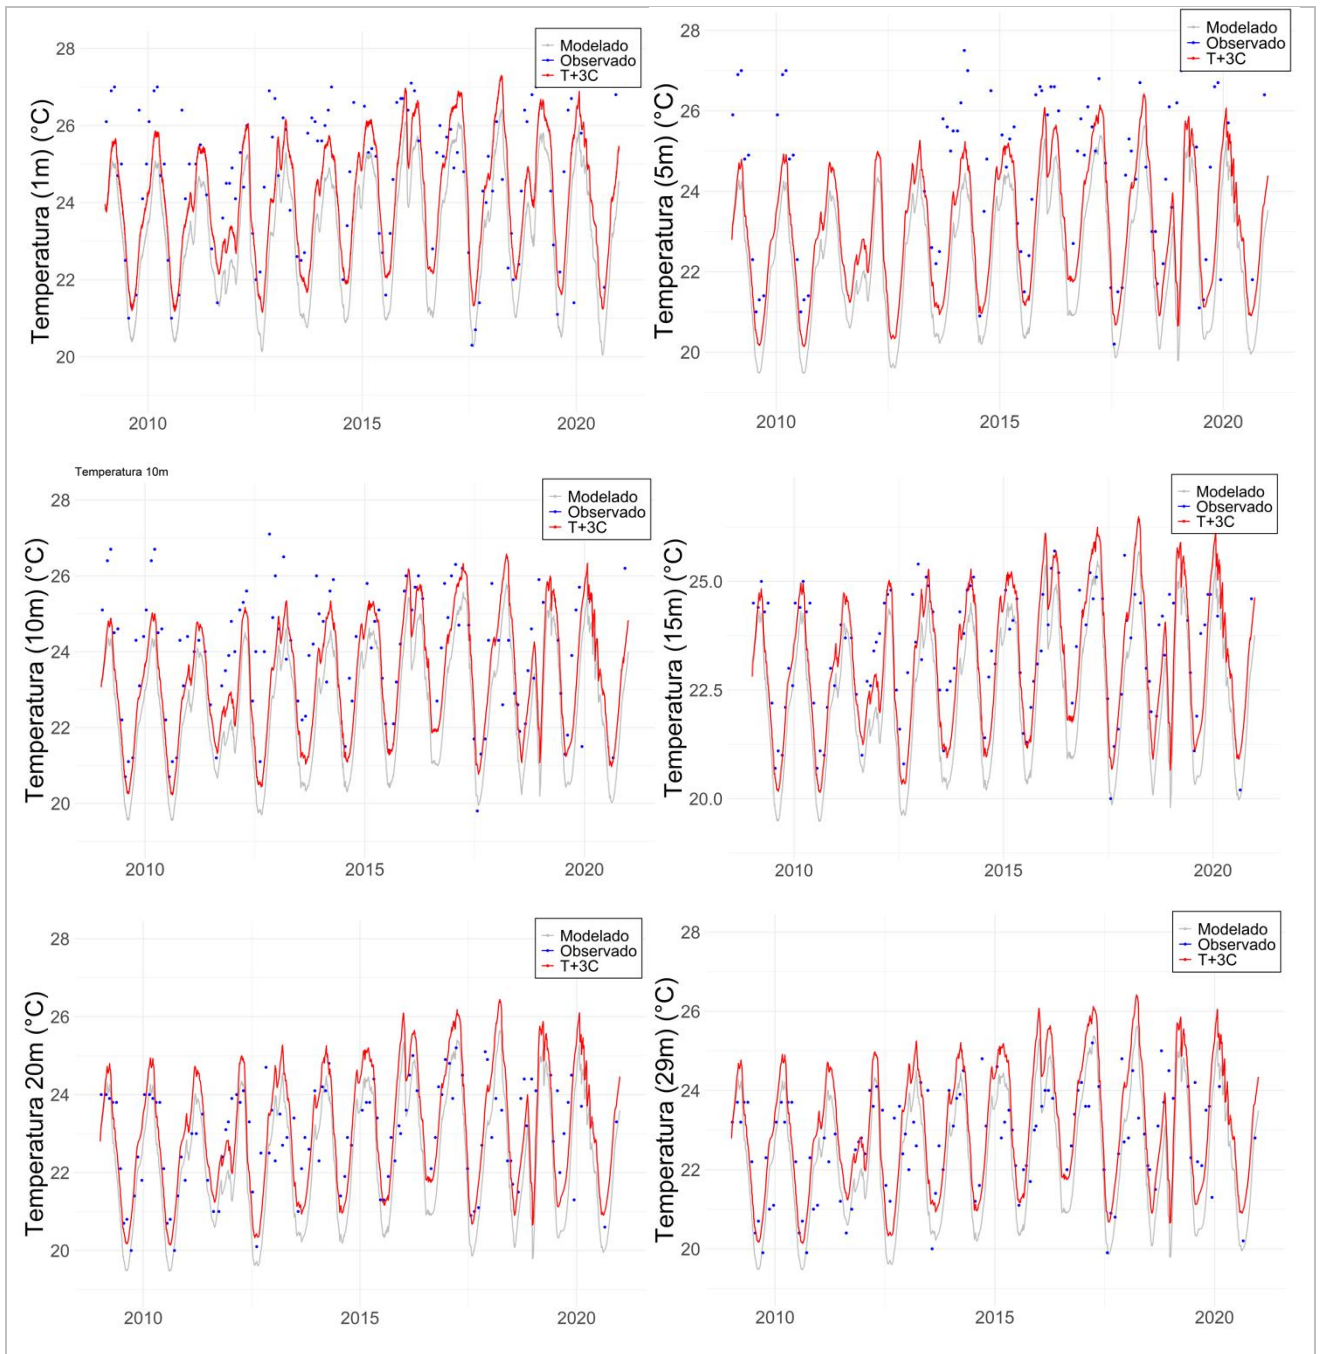 28
26
24
22
20
Temperatura (1m) (°C)
Modelado
Observado
T+3C
2010
2015
2020
28
26
24
22
20
Temperatura (5m) (°C)
Modelado
Observado
T+3C
2010
2015
2020
Temperatura 10m
28
26
24
22
20
Temperatura (10m) (°C)
Modelado
Observado
T+3C
2010
2015
2020
25.0
22.5
20.0
Temperatura (15m) (°C)
Modelado
Observado
T+3C
2010
2015
2020
28
26
24
22
20
Temperatura 20m (°C)
Modelado
Observado
T+3C
2010
2015
2020
28
26
24
22
20
Temperatura (29m) (°C)
Modelado
Observado
T+3C
2010
2015
2020